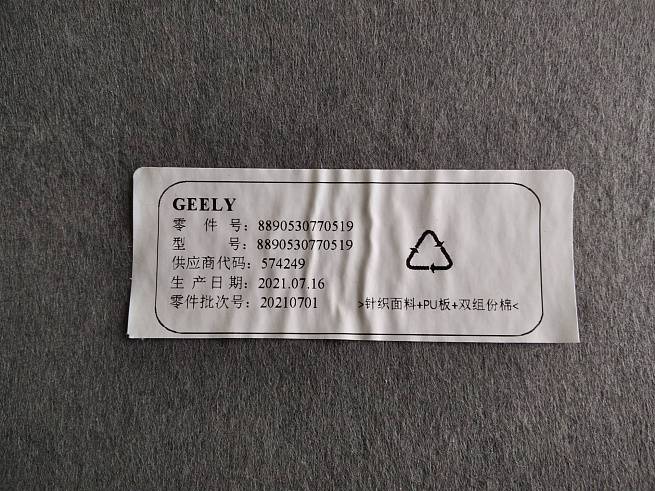 GEELY
零 件 号：8890530770519
型 号：8890530770519
供应商代码：574249
生 产 日 期：2021.07.16
零件批次号：20210701
>针织面料+PU板+双组份棉<